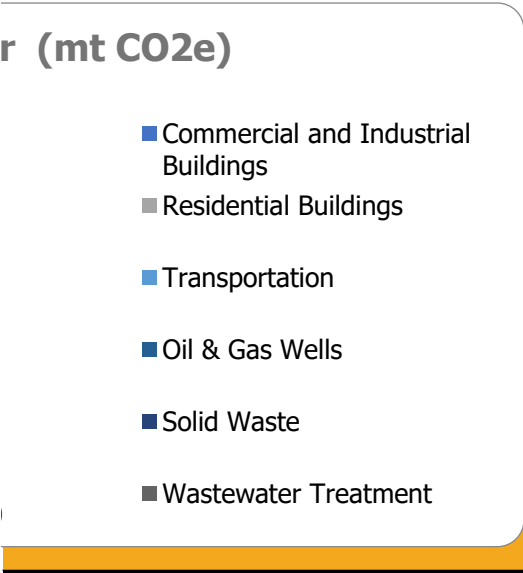 r (mt CO2e)
Commercial and Industrial
Buildings
Residential Buildings
Transportation
Oil & Gas Wells
Solid Waste
Wastewater Treatment